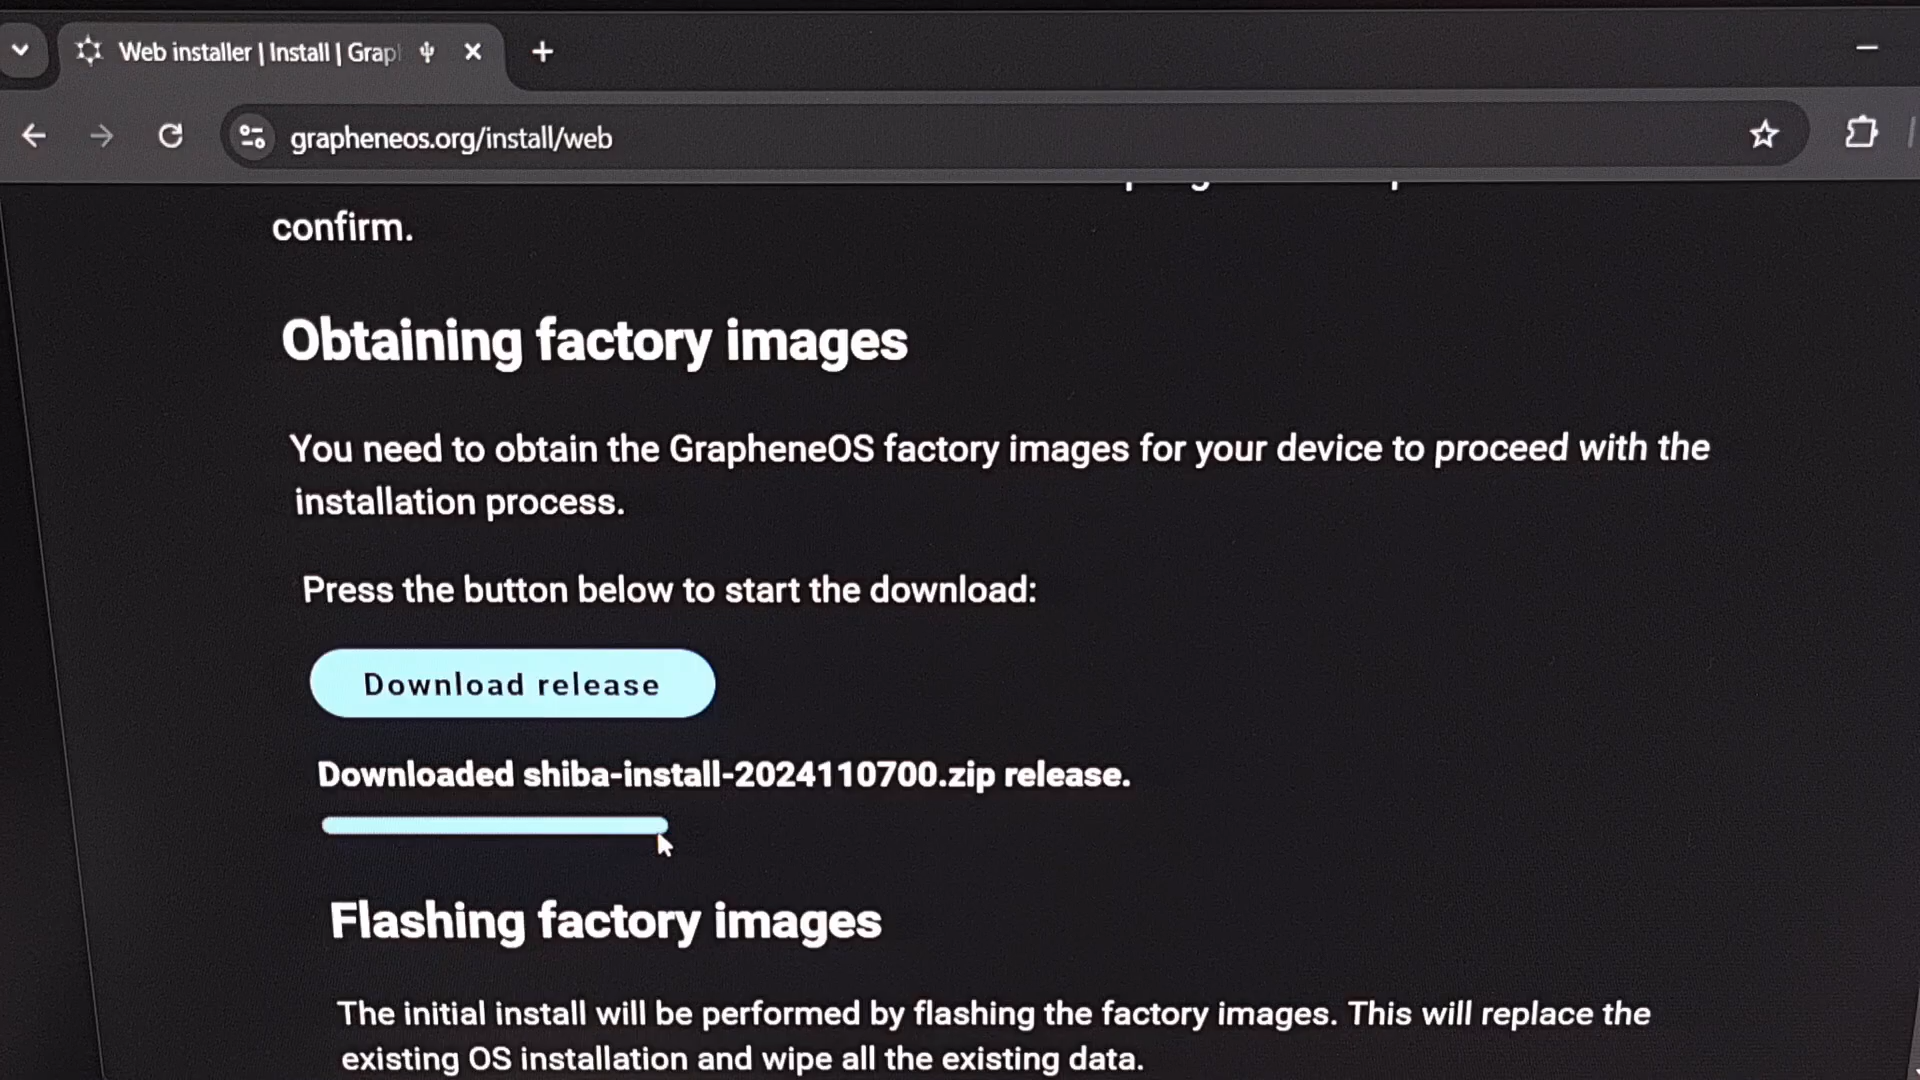 Web installer | Install | Grap
grapheneos.org/install/web
confirm.
Obtaining factory images
You need to obtain the GrapheneOS factory images for your device to proceed with the
installation process.
Press the button below to start the download:
Download release
Downloaded shiba-install-2024110700.zip release.
Flashing factory images
The initial install will be performed by flashing the factory images. This will replace the
existing OS installation and wipe all the existing data.